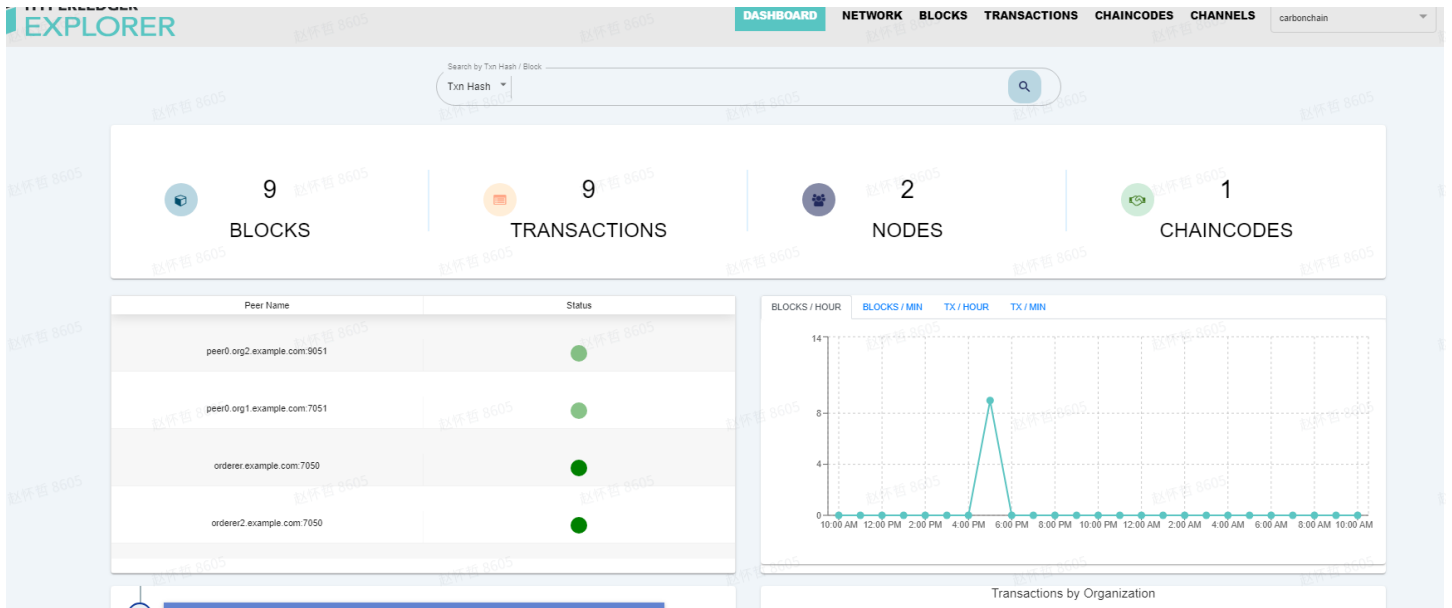 HYPERLEDGER
EXPLORER
DASHBOARD NETWORK BLOCKS TRANSACTIONS CHAINCODES CHANNELS carbonchain
Search by Txn Hash / Block
Txn Hash
9
BLOCKS
9
TRANSACTIONS
2
NODES
1
CHAINCODES
Peer Name Status
peer0.org2.example.com:9051
peer0.org1.example.com:7051
orderer.example.com:7050
orderer2.example.com:7050
BLOCKS / HOUR BLOCKS / MIN TX / HOUR TX / MIN
14
8
4
0
10:00 AM 12:00 PM 2:00 PM 4:00 PM 6:00 PM 8:00 PM 10:00 PM 12:00 AM 2:00 AM 4:00 AM 6:00 AM 8:00 AM 10:00 AM
Transactions by Organization
赵怀哲 8605